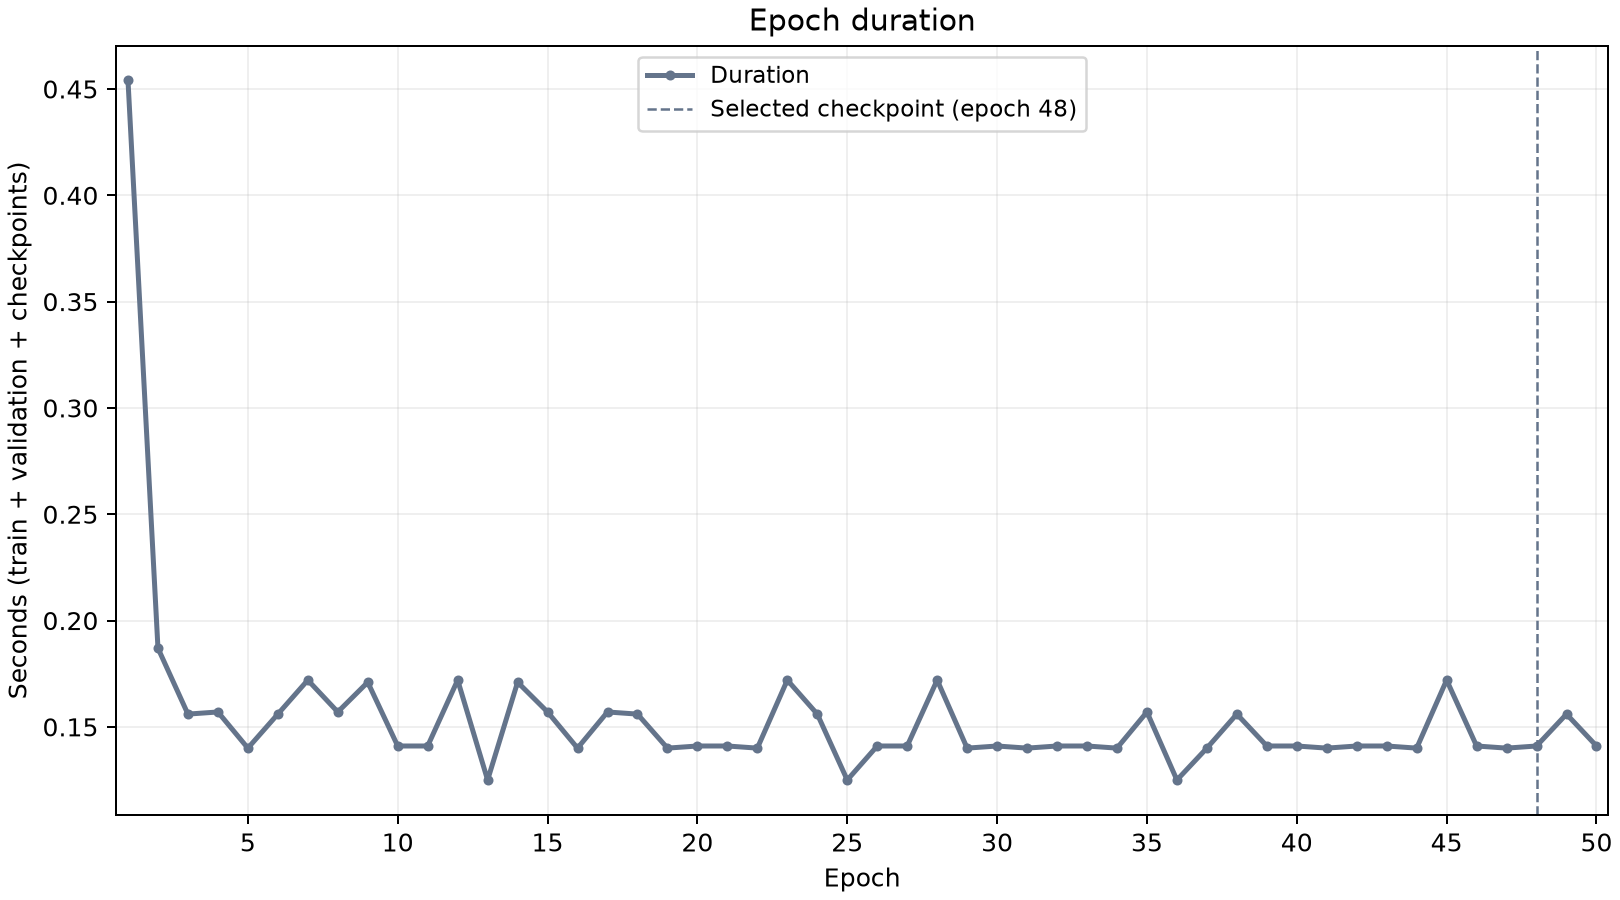 Epoch duration
Duration
Selected checkpoint (epoch 48)
Seconds (train + validation + checkpoints)
0.45
0.40
0.35
0.30
0.25
0.20
0.15
5 10 15 20 25 30 35 40 45 50
Epoch